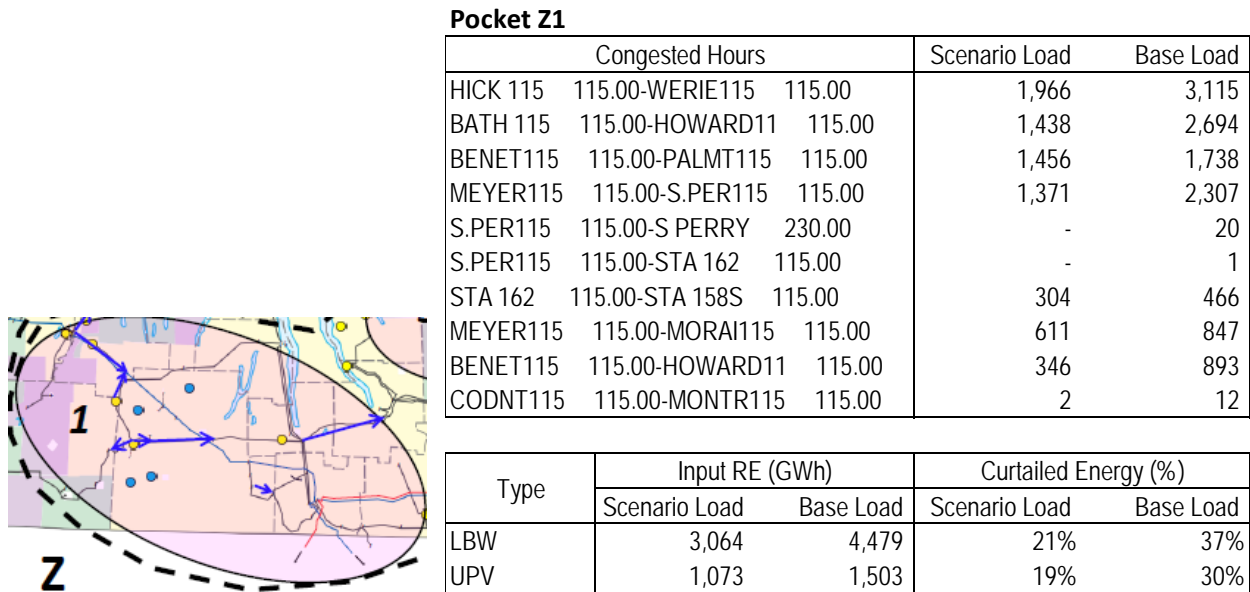 Pocket Z1
Congested Hours Scenario Load Base Load
HICK 115 115.00-WERIE115 115.00 1,966 3,115
BATH 115 115.00-HOWARD11 115.00 1,438 2,694
BENET115 115.00-PALMT115 115.00 1,456 1,738
MEYER115 115.00-S.PER115 115.00 1,371 2,307
S.PER115 115.00-S PERRY 230.00 - 20
S.PER115 115.00-STA 162 115.00 - 1
STA 162 115.00-STA 158S 115.00 304 466
MEYER115 115.00-MORAI115 115.00 611 847
BENET115 115.00-HOWARD11 115.00 346 893
CODNT115 115.00-MONTR115 115.00 2 12
Type Input RE (GWh) Curtailed Energy (%)
Scenario Load Base Load Scenario Load Base Load
LBW 3,064 4,479 21% 37%
UPV 1,073 1,503 19% 30%
1
Z